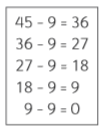 45 - 9 = 36
36 - 9 = 27
27 - 9 = 18
18 - 9 = 9
9 - 9 = 0